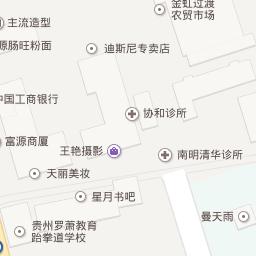 金虹过渡
农贸市场
主流造型
源肠旺粉面
迪斯尼专卖店
中国工商银行
协和诊所
富源商厦
王艳摄影
南明清华诊所
天丽美妆
星月书吧
曼天雨
贵州罗萧教育
跆拳道学校